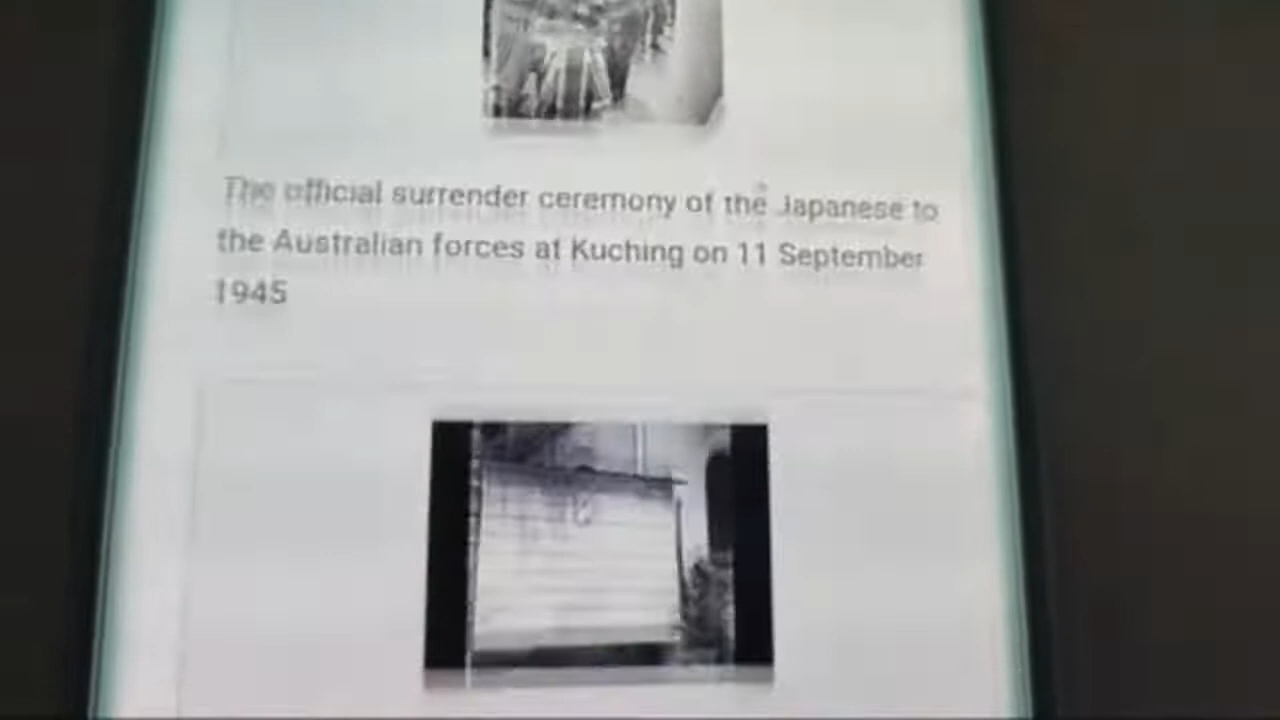 The official surrender ceremony of the Japanese to
the Australian forces at Kuching on 11 September
1945